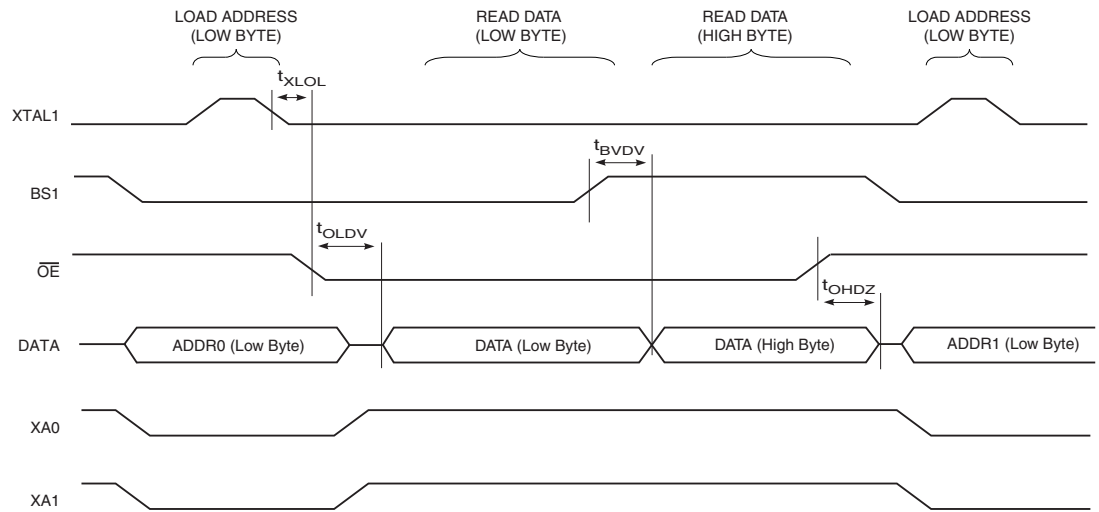 LOAD ADDRESS
(LOW BYTE)
READ DATA
(LOW BYTE)
READ DATA
(HIGH BYTE)
LOAD ADDRESS
(LOW BYTE)
tXLOL
XTAL1
tBVDV
BS1
tOLDV
OE
tOHDZ
DATA
ADDR0 (Low Byte)
DATA (Low Byte)
DATA (High Byte)
ADDR1 (Low Byte)
XA0
XA1